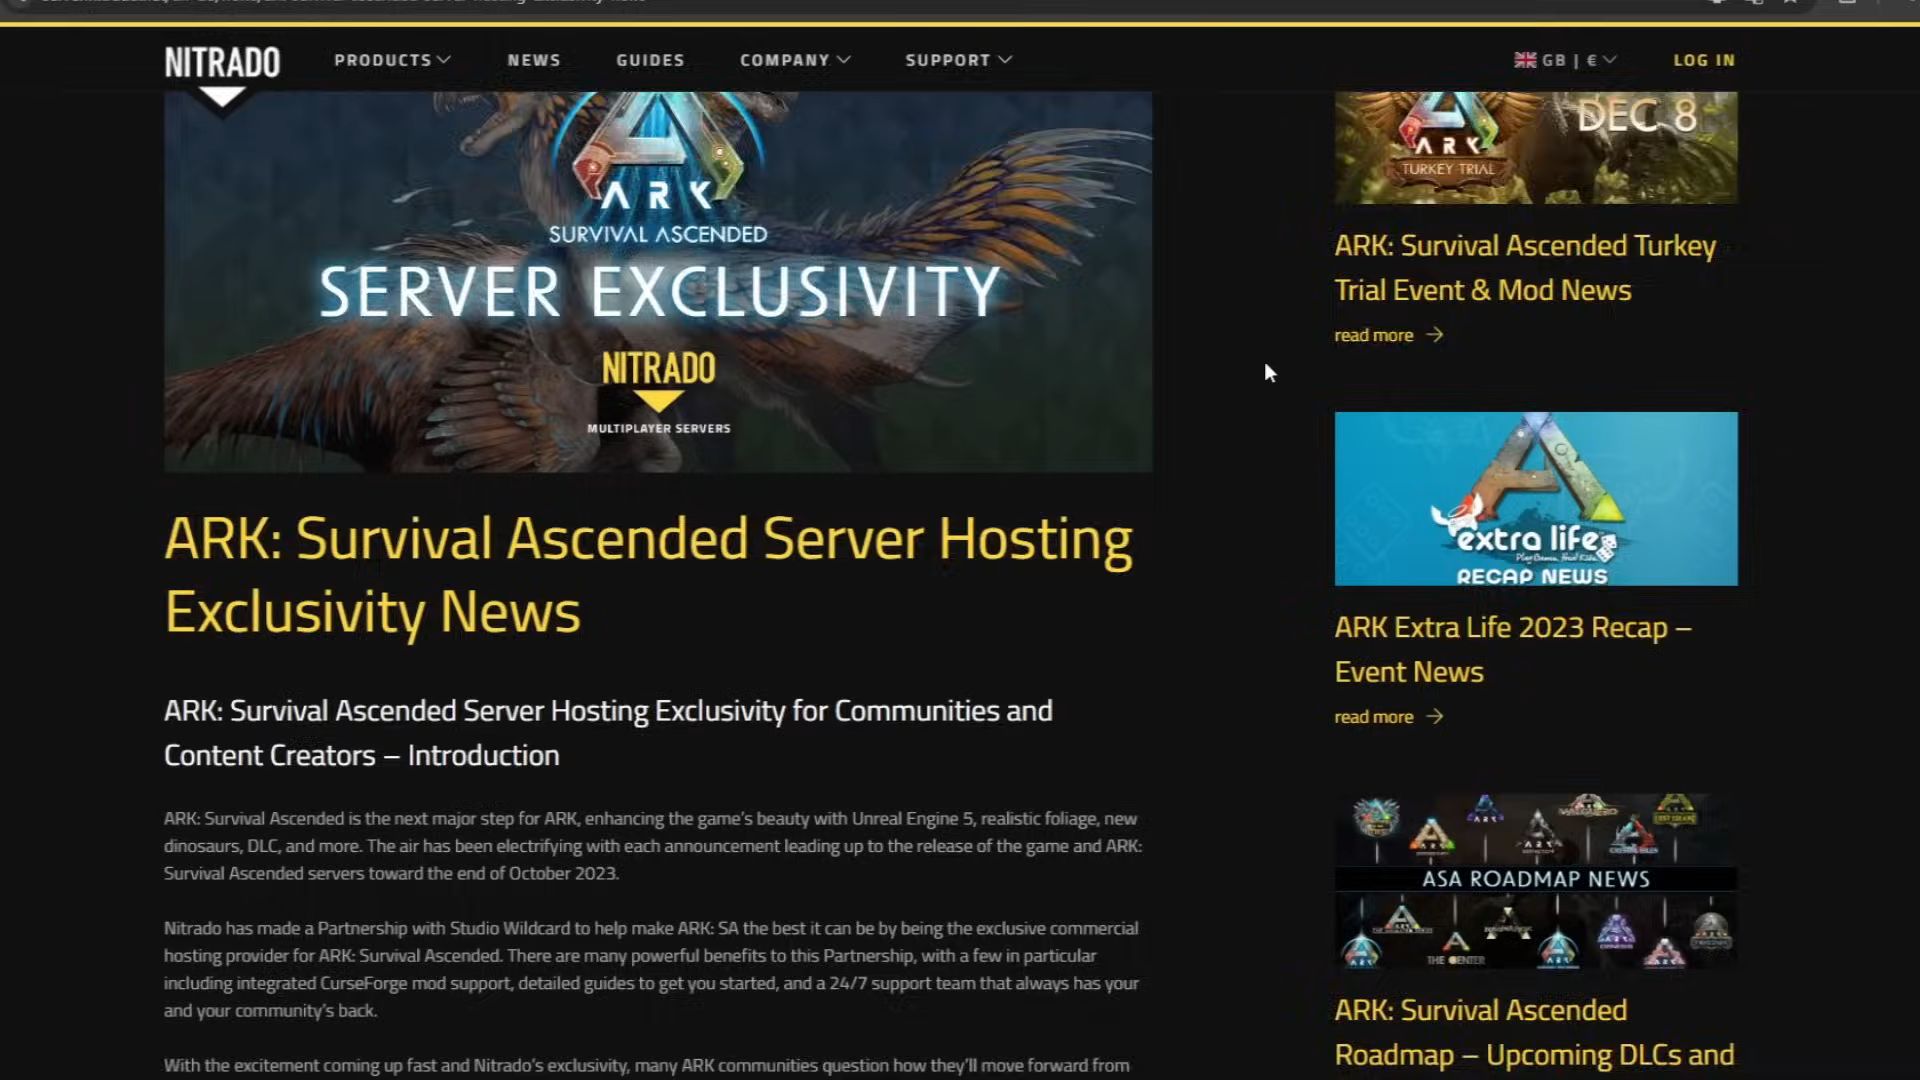 NITRADO
PRODUCTS
NEWS
GUIDES
COMPANY
SUPPORT
GB | €
LOG IN
ARK
SURVIVAL ASCENDED
SERVER EXCLUSIVITY
NITRADO
MULTIPLAYER SERVERS
ARK: Survival Ascended Server Hosting
Exclusivity News
ARK: Survival Ascended Server Hosting Exclusivity for Communities and
Content Creators – Introduction
ARK: Survival Ascended is the next major step for ARK, enhancing the game's beauty with Unreal Engine 5, realistic foliage, new
dinosaurs, DLC, and more. The air has been electrifying with each announcement leading up to the release of the game and ARK:
Survival Ascended servers toward the end of October 2023.
Nitrado has made a Partnership with Studio Wildcard to help make ARK: SA the best it can be by being the exclusive commercial
hosting provider for ARK: Survival Ascended. There are many powerful benefits to this Partnership, with a few in particular
including integrated CurseForge mod support, detailed guides to get you started, and a 24/7 support team that always has your
and your community's back.
With the excitement coming up fast and Nitrado's exclusivity, many ARK communities question how they'll move forward from
DEC 8
ARK
TURKEY TRIAL
ARK: Survival Ascended Turkey
Trial Event & Mod News
read more
extra life
Play Games. Heal Kids.
RECAP NEWS
ARK Extra Life 2023 Recap –
Event News
read more
ASA ROADMAP NEWS
THE CENTER
ARK: Survival Ascended
Roadmap – Upcoming DLCs and